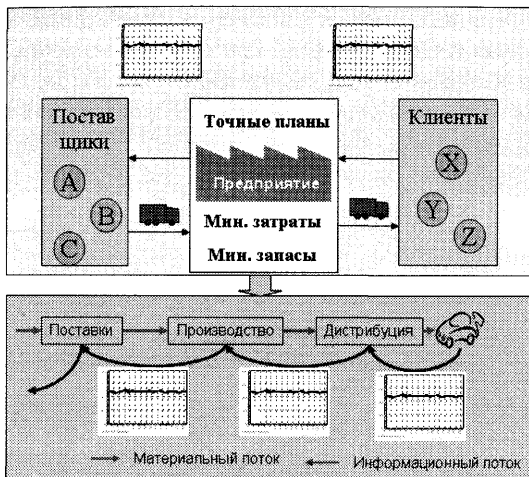 Постав
щики
A
B
C
Точные планы
Предприятие
Мин. затраты
Мин. запасы
Клиенты
X
Y
Z
Поставки
Производство
Дистрибуция
Материальный поток
Информационный поток